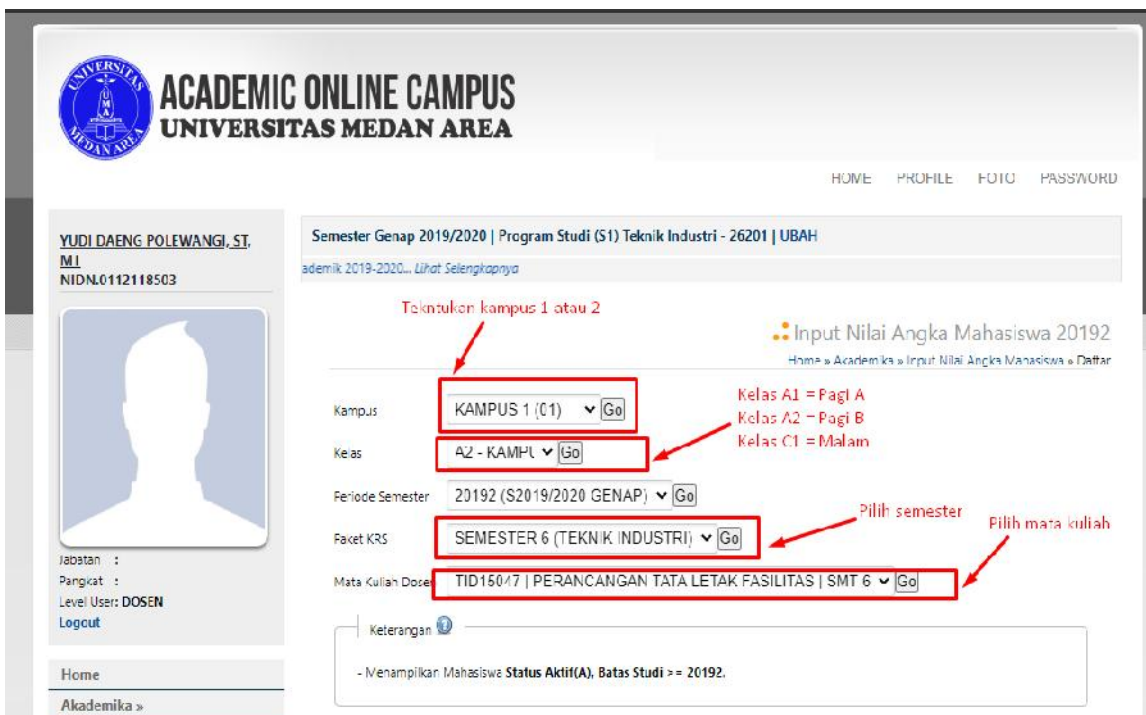 UNIVERSITAS
UMA
MEDAN AREA
ACADEMIC ONLINE CAMPUS
UNIVERSITAS MEDAN AREA
HOME PROFILE FOTO PASSWORD
YUDI DAENG POLEWANGI, ST,
M I
NIDN.0112118503
Semester Genap 2019/2020 | Program Studi (S1) Teknik Industri - 26201 | UBAH
ademik 2019-2020... Lihat Selengkapnya
Tekntukan kampus 1 atau 2
Input Nilai Angka Mahasiswa 20192
Home » Akademika » Input Nilai Angka Mahasiswa » Daftar
Kampus KAMPUS 1 (01) Go
Kelas A1 = Pagi A
Kelas A2 = Pagi B
Kelas C1 = Malam
Kelas A2 - KAMPU Go
Periode Semester 20192 (S2019/2020 GENAP) Go
Pilih semester
Pilih mata kuliah
Paket KRS SEMESTER 6 (TEKNIK INDUSTRI) Go
Mata Kuliah Dosen TID15047 | PERANCANGAN TATA LETAK FASILITAS | SMT 6 Go
Jabatan :
Pangkat :
Level User: DOSEN
Logout
Keterangan
- Menampilkan Mahasiswa Status Aktif(A), Batas Studi >= 20192.
Home
Akademika »